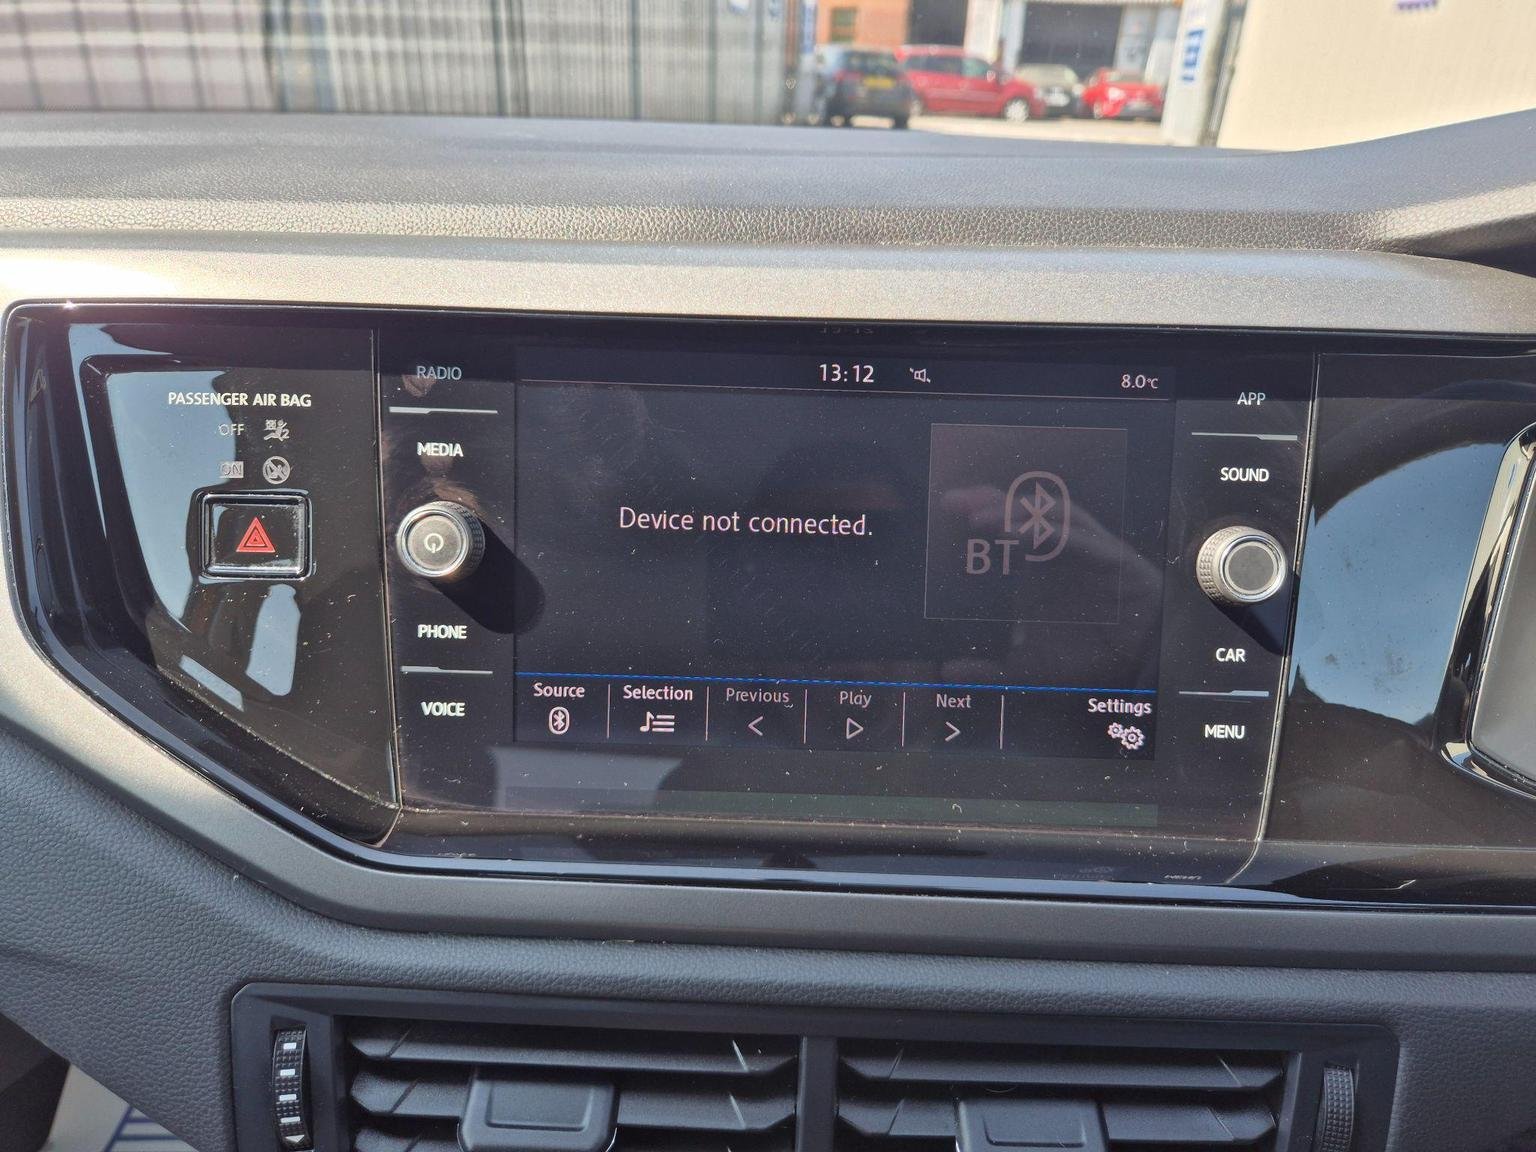 PASSENGER AIR BAG
OFF
2
ON
RADIO
MEDIA
PHONE
VOICE
13:12
8.0°C
Device not connected.
BT
Source
Selection
Previous
Play
Next
Settings
APP
SOUND
CAR
MENU